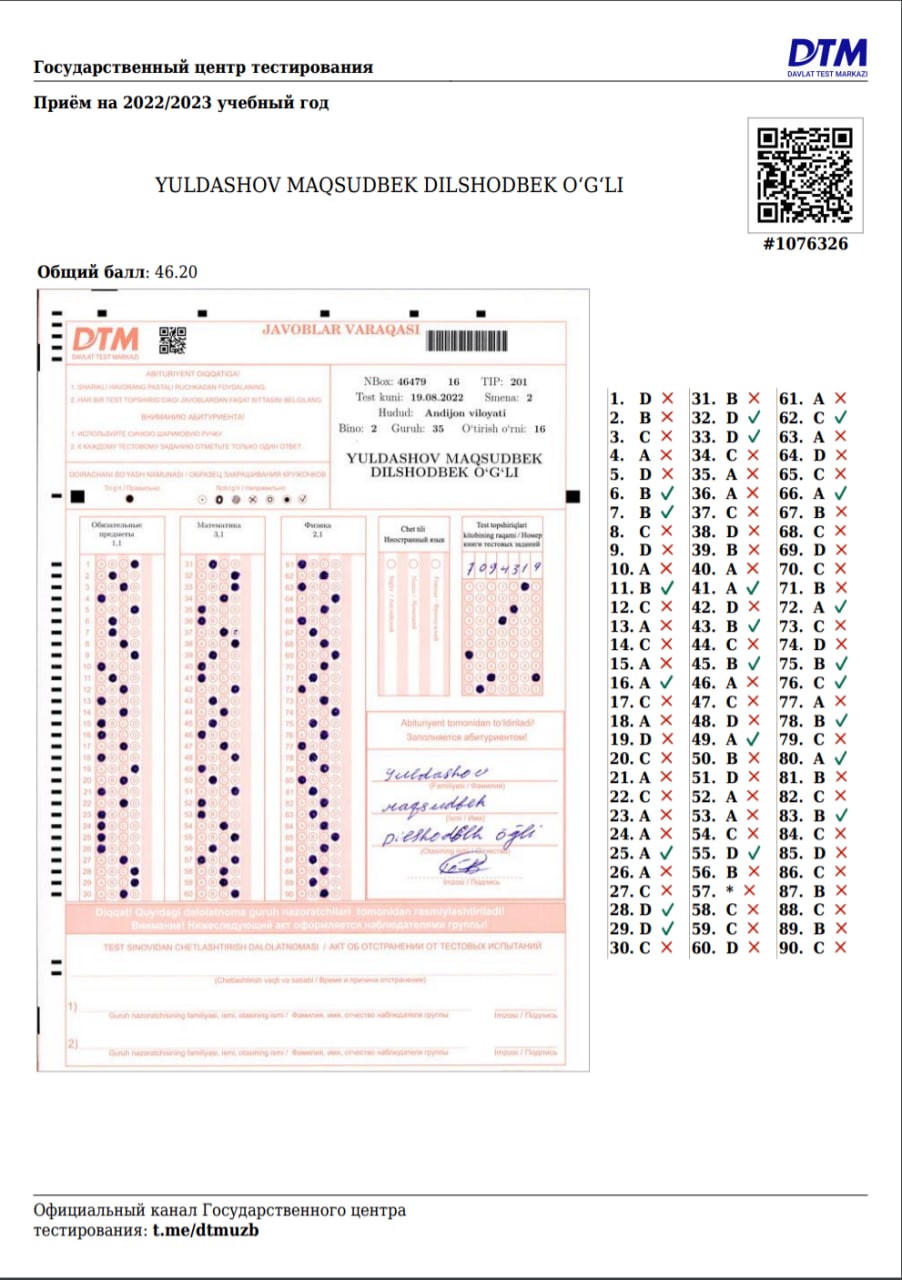 Государственный центр тестирования
DTM
DAVLAT TEST MARKAZI
Приём на 2022/2023 учебный год
YULDASHOV MAQSUDBEK DILSHODBEK O‘G‘LI
#1076326
Общий балл: 46.20
DTM
DAVLAT TEST MARKAZI
JAVOBLAR VARAQASI
ABITURIYENT DIQQATIGA!
1. SHARIKLI HAVORANG PASTALI RUCHKADAN FOYDALANING.
2. HAR BIR TEST TOPSHIRIG'IDAGI JAVOBLARDAN FAQAT BITTASINI BELGILANG.
ВНИМАНИЮ АБИТУРИЕНТА!
1. ИСПОЛЬЗУЙТЕ СИНЮЮ ШАРИКОВУЮ РУЧКУ.
2. К КАЖДОМУ ТЕСТОВОМУ ЗАДАНИЮ ОТМЕТЬТЕ ТОЛЬКО ОДИН ОТВЕТ.
DOIRACHANI BO'YASH NAMUNASI / ОБРАЗЕЦ ЗАКРАШИВАНИЯ КРУЖОЧКОВ
To'g'ri / Правильно
Noto'g'ri / Неправильно
NBox: 46479 16 TIP: 201
Test kuni: 19.08.2022 Smena: 2
Hudud: Andijon viloyati
Bino: 2 Guruh: 35 O‘tirish o‘rni: 16
YULDASHOV MAQSUDBEK
DILSHODBEK O‘G‘LI
Обязательные предметы 1,1
Математика 3,1
Физика 2,1
Chet tili
Иностранный язык
Test topshiriqlari kitobining raqami / Номер книги тестовых заданий
Abituriyent tomonidan to'ldiriladi!
Заполняется абитуриентом!
Yuldashov
(Familiyasi / Фамилия)
Maqsudbek
(Ismi / Имя)
Dilshodbek o‘g‘li
(Otasining ismi / Отчество)
Imzosi / Подпись
Diqqat! Quyidagi dalolatnoma guruh nazoratchilari tomonidan rasmiylashtiriladi!
Внимание! Нижеследующий акт оформляется наблюдателями группы!
TEST SINOVIDAN CHETLASHTIRISH DALOLATNOMASI / АКТ ОБ ОТСТРАНЕНИИ ОТ ТЕСТОВЫХ ИСПЫТАНИЙ
(Chetlashtirish vaqti va sababi / Время и причина отстранения)
1)
Guruh nazoratchisining familiyasi, ismi, otasining ismi / Фамилия, имя, отчество наблюдателя группы Imzosi / Подпись
2)
Guruh nazoratchisining familiyasi, ismi, otasining ismi / Фамилия, имя, отчество наблюдателя группы Imzosi / Подпись
1. D ✗ 31. B ✗ 61. A ✗
2. B ✗ 32. D ✓ 62. C ✓
3. C ✗ 33. D ✓ 63. A ✗
4. A ✗ 34. C ✗ 64. D ✗
5. D ✗ 35. A ✗ 65. C ✗
6. B ✓ 36. A ✗ 66. A ✓
7. B ✓ 37. C ✗ 67. B ✗
8. C ✗ 38. D ✗ 68. C ✗
9. D ✗ 39. B ✗ 69. D ✗
10. A ✗ 40. A ✗ 70. C ✗
11. B ✓ 41. A ✓ 71. B ✗
12. C ✗ 42. D ✗ 72. A ✓
13. A ✗ 43. B ✓ 73. C ✗
14. C ✗ 44. C ✗ 74. D ✗
15. A ✗ 45. B ✓ 75. B ✓
16. A ✓ 46. A ✗ 76. C ✓
17. C ✗ 47. C ✗ 77. A ✗
18. A ✗ 48. D ✗ 78. B ✓
19. D ✗ 49. A ✓ 79. C ✗
20. C ✗ 50. B ✗ 80. A ✓
21. A ✗ 51. D ✗ 81. B ✗
22. C ✗ 52. A ✗ 82. C ✗
23. A ✗ 53. A ✗ 83. B ✓
24. A ✗ 54. C ✗ 84. C ✗
25. A ✓ 55. D ✓ 85. D ✗
26. A ✗ 56. B ✗ 86. C ✗
27. C ✗ 57. * ✗ 87. B ✗
28. D ✓ 58. C ✗ 88. C ✗
29. D ✓ 59. C ✗ 89. B ✗
30. C ✗ 60. D ✗ 90. C ✗
Официальный канал Государственного центра
тестирования: t.me/dtmuzb